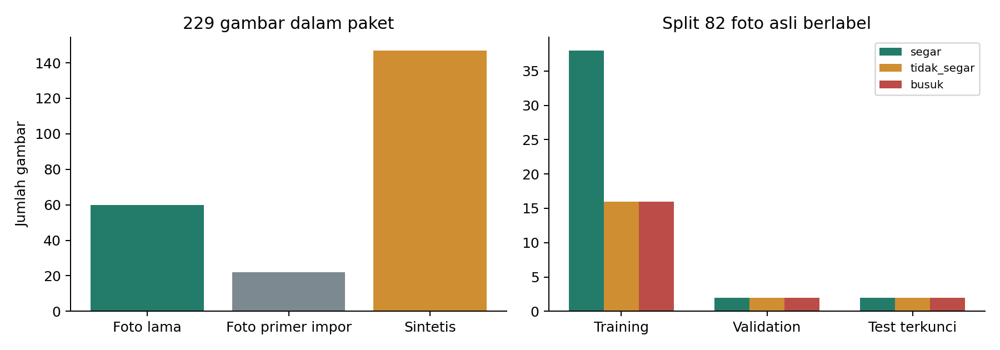 229 gambar dalam paket
Jumlah gambar
140
120
100
80
60
40
20
0
Foto lama
Foto primer impor
Sintetis
Split 82 foto asli berlabel
segar
tidak_segar
busuk
35
30
25
20
15
10
5
0
Training
Validation
Test terkunci